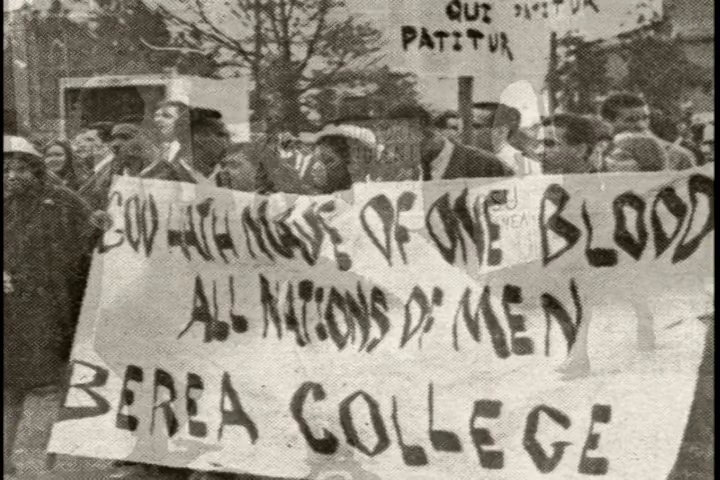 QUI PATITUR
PATITUR
GOD HATH MADE OF ONE BLOOD
ALL NATIONS OF MEN
BEREA COLLEGE